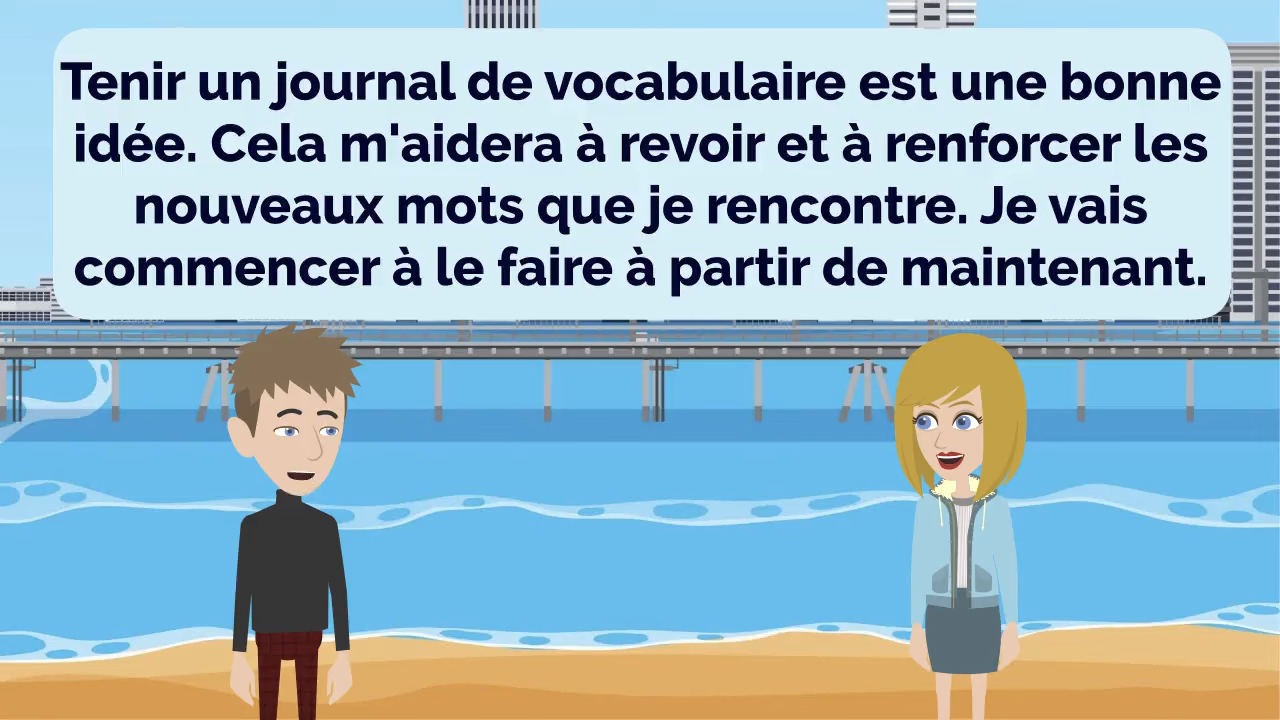 Tenir un journal de vocabulaire est une bonne
idée. Cela m'aidera à revoir et à renforcer les
nouveaux mots que je rencontre. Je vais
commencer à le faire à partir de maintenant.